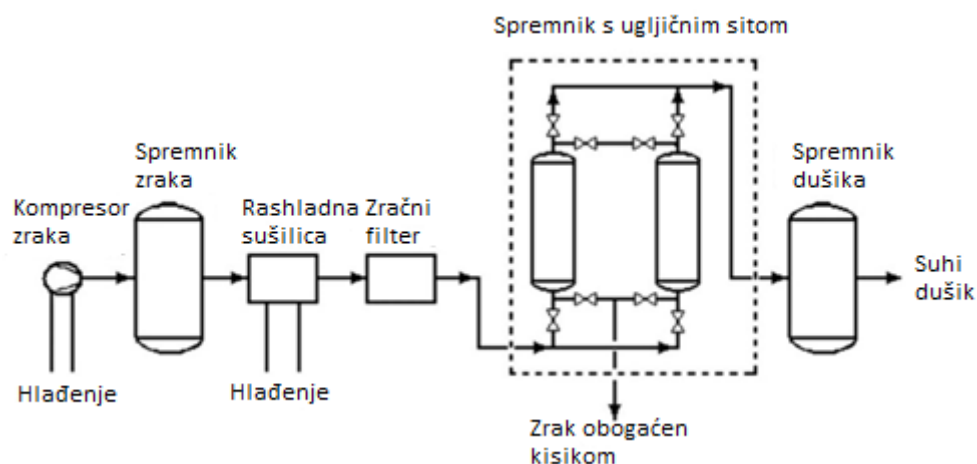 Spremnik s ugljičnim sitom
Spremnik
zraka
Spremnik
dušika
Kompresor
zraka
Rashladna
sušilica
Zračni
filter
Suhi
dušik
Hlađenje
Hlađenje
Zrak obogaćen
kisikom